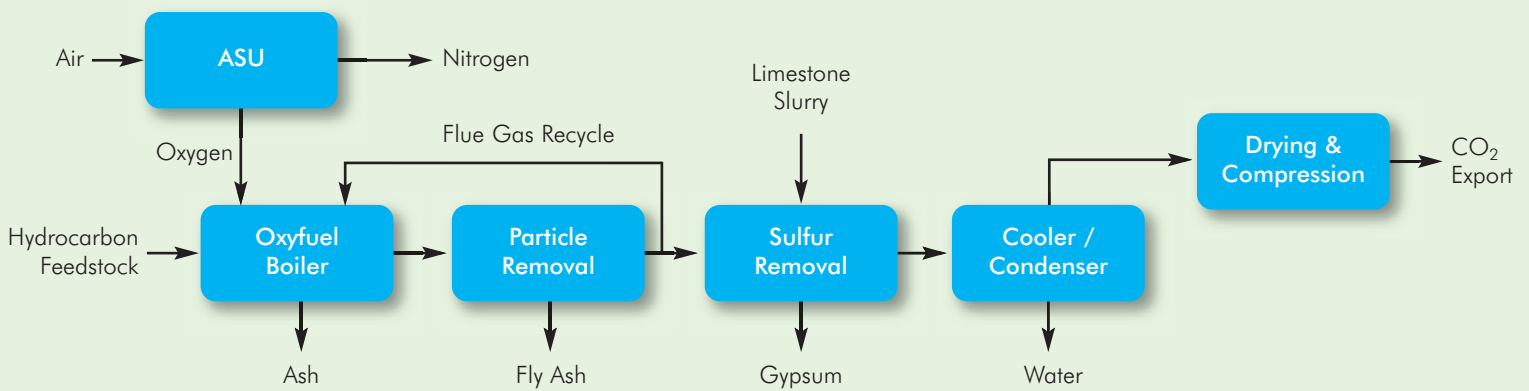 Air
ASU
Nitrogen
Oxygen
Flue Gas Recycle
Limestone
Slurry
Drying &
Compression
CO₂
Export
Hydrocarbon
Feedstock
Oxyfuel
Boiler
Particle
Removal
Sulfur
Removal
Cooler /
Condenser
Ash
Fly Ash
Gypsum
Water